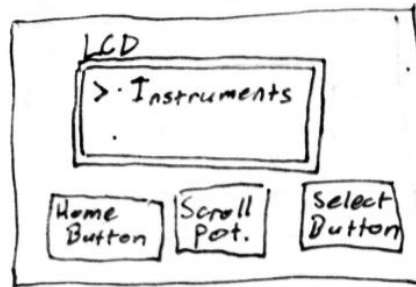 LCD
> · Instruments
·
Home
Button
Scroll
Pot.
Select
Button